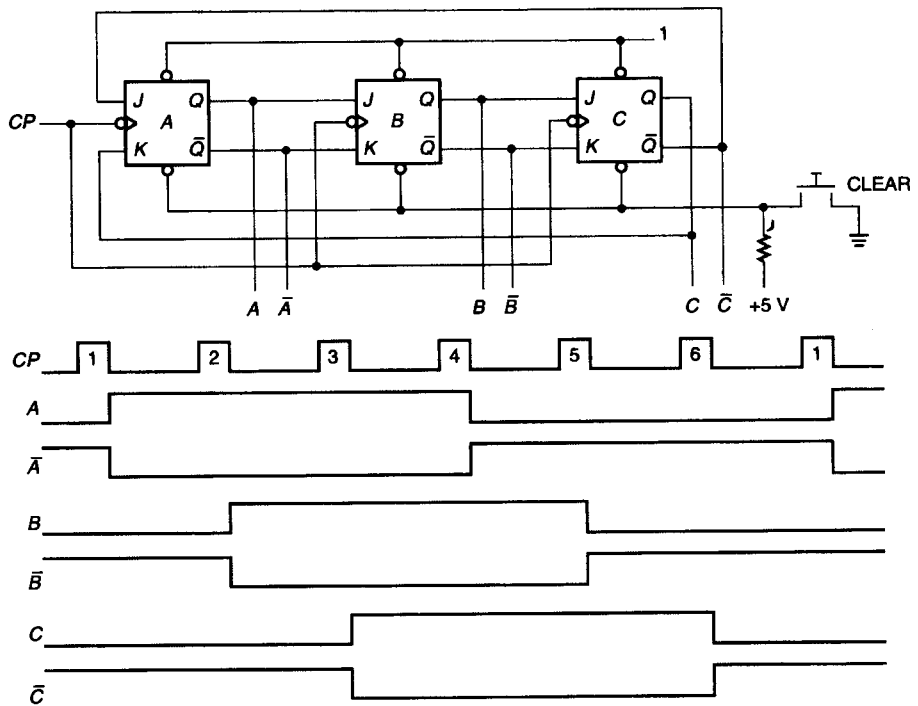 1
J Q J Q J Q
CP A B C
K Q̄ K Q̄ K Q̄
CLEAR
A Ā B B̄ C C̄ +5 V
CP 1 2 3 4 5 6 1
A
Ā
B
B̄
C
C̄